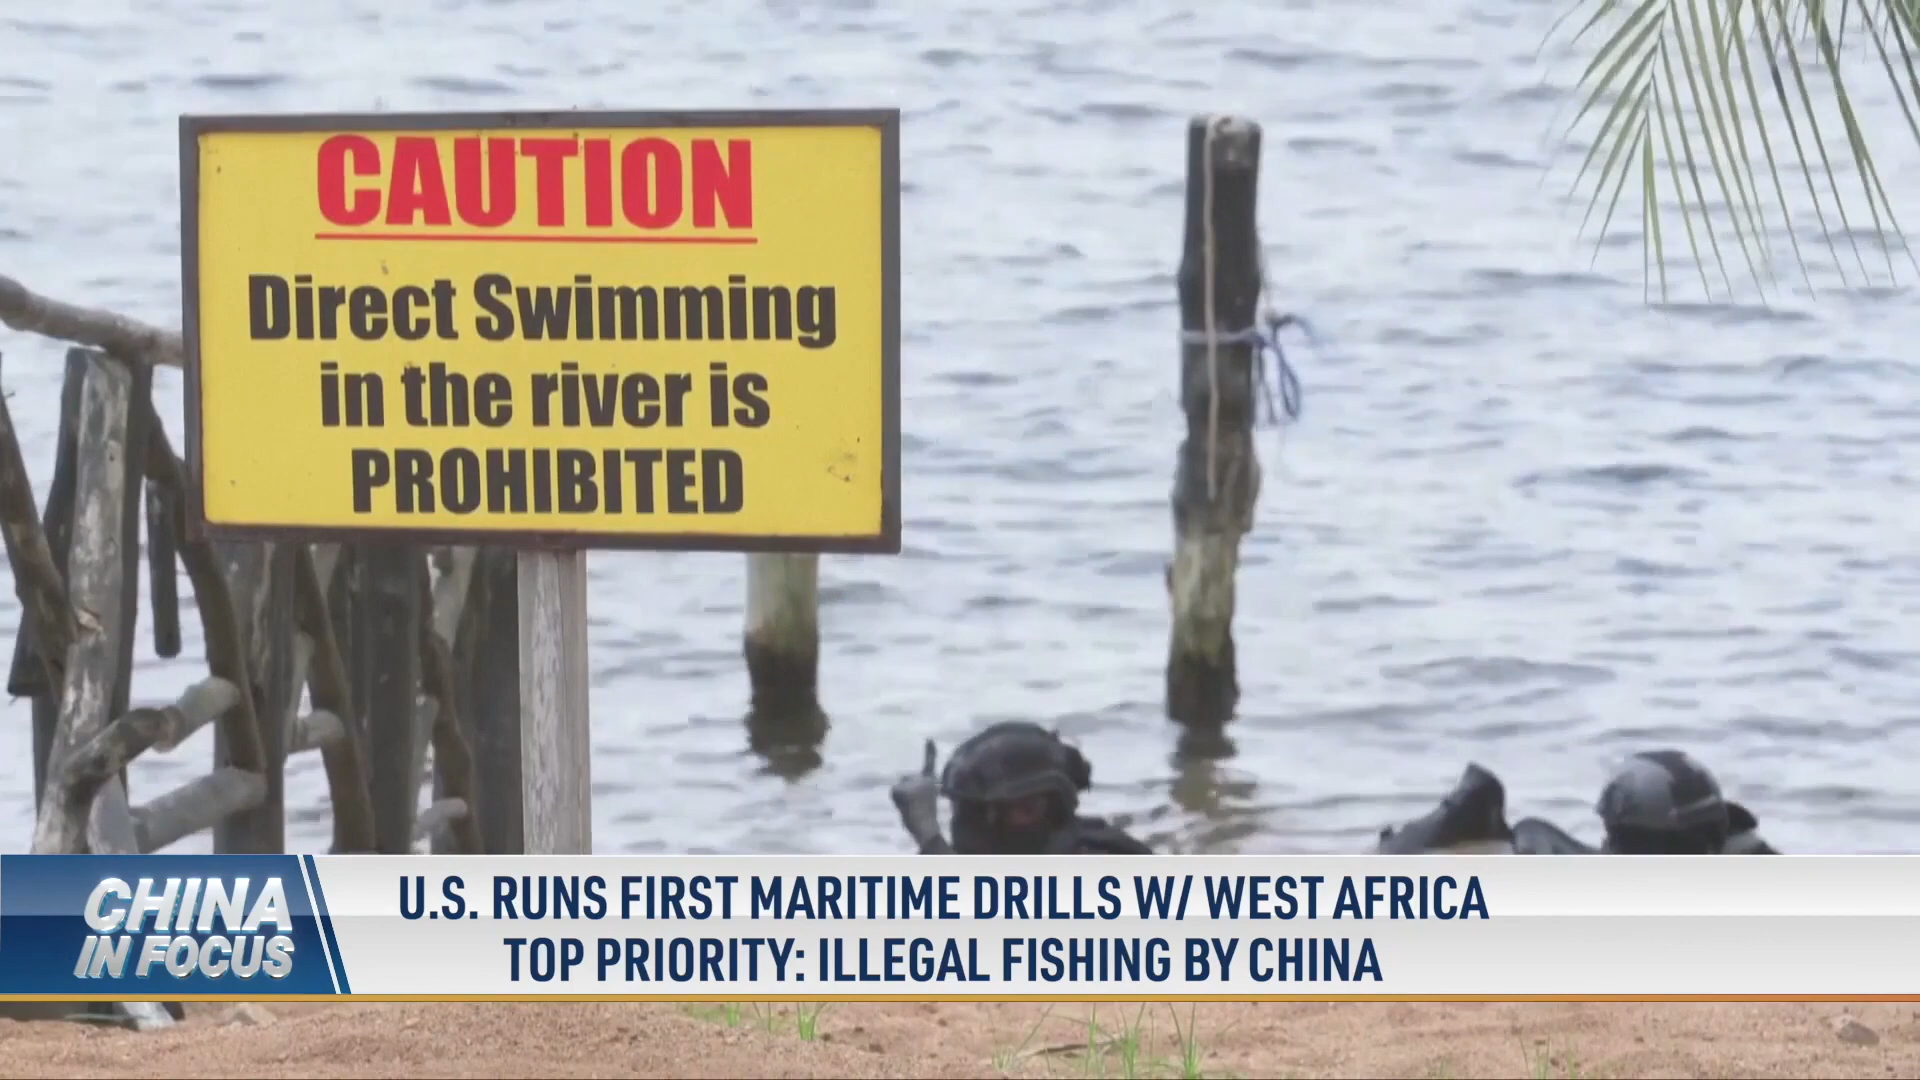 CAUTION
Direct Swimming
in the river is
PROHIBITED
CHINA
IN FOCUS
U.S. RUNS FIRST MARITIME DRILLS W/ WEST AFRICA
TOP PRIORITY: ILLEGAL FISHING BY CHINA